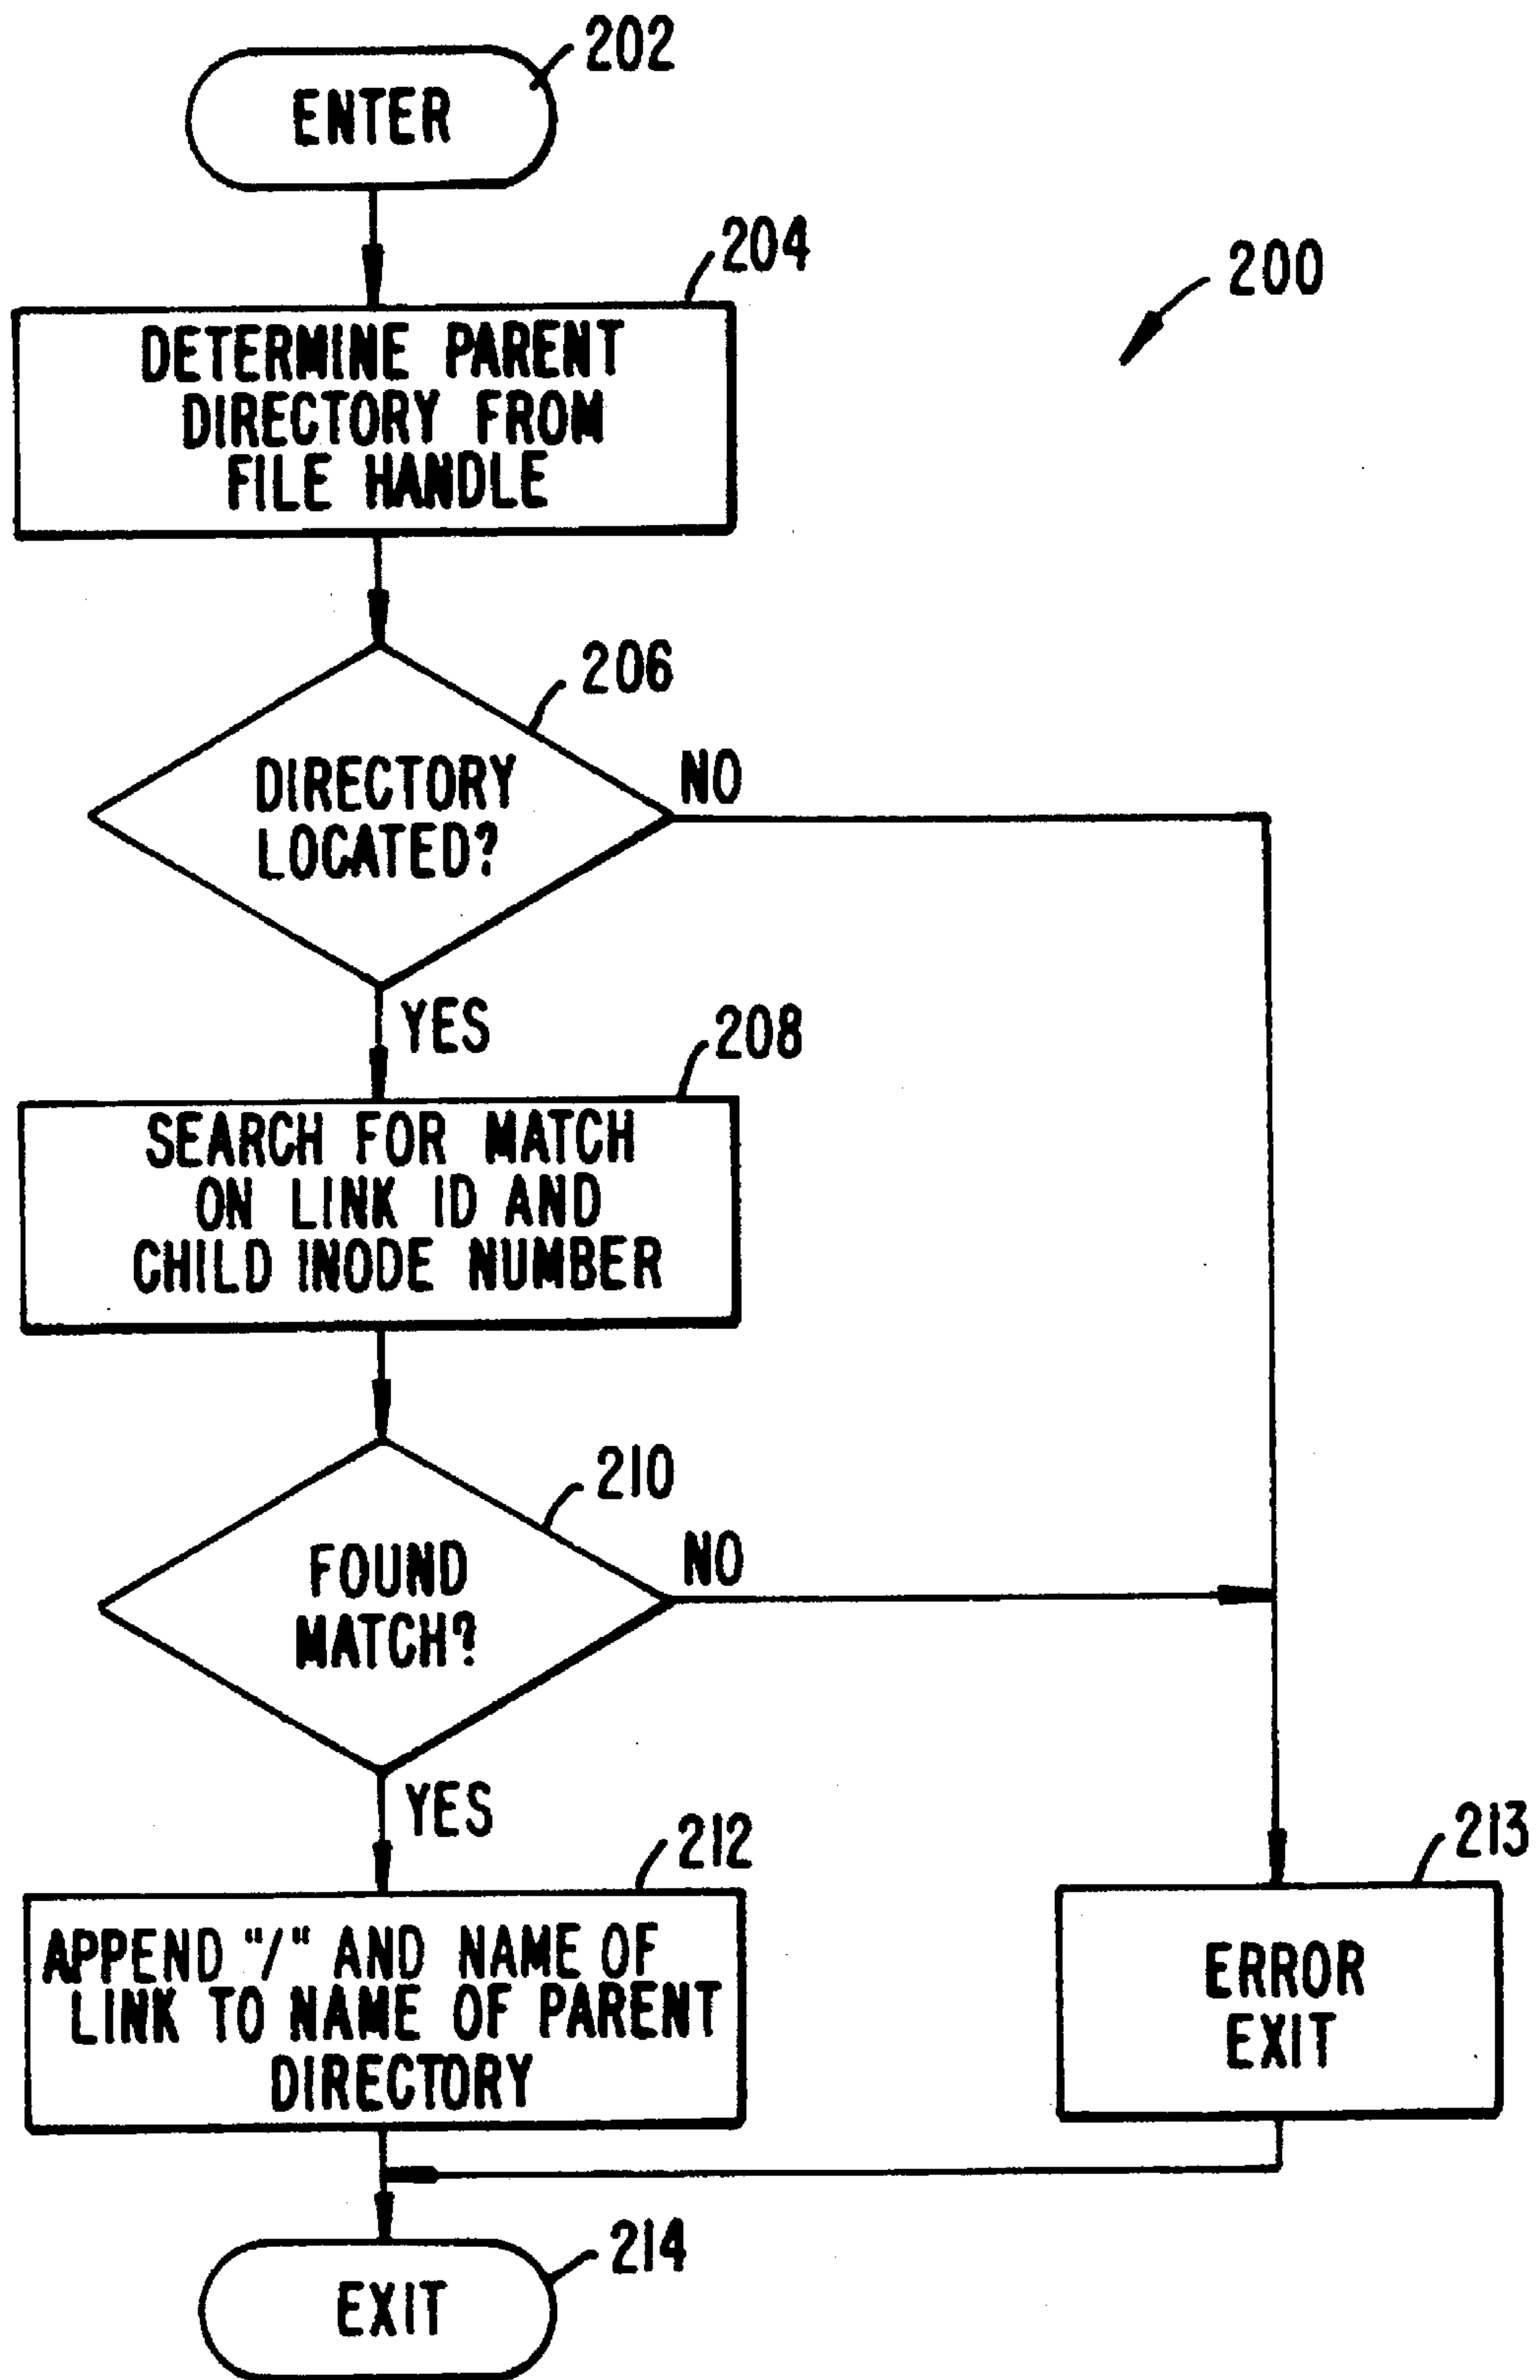 202
ENTER
204
200
DETERMINE PARENT
DIRECTORY FROM
FILE HANDLE
206
NO
DIRECTORY
LOCATED?
YES
208
SEARCH FOR MATCH
ON LINK ID AND
CHILD INODE NUMBER
210
NO
FOUND
MATCH?
YES
212
213
APPEND "/" AND NAME OF
LINK TO NAME OF PARENT
DIRECTORY
ERROR
EXIT
214
EXIT